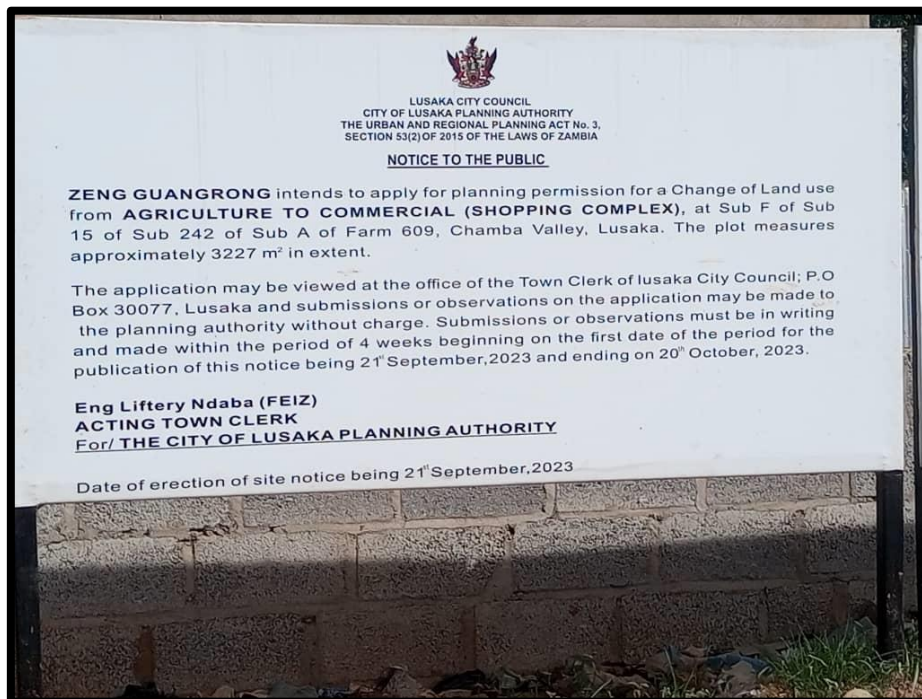 LUSAKA CITY COUNCIL
CITY OF LUSAKA PLANNING AUTHORITY
THE URBAN AND REGIONAL PLANNING ACT No. 3,
SECTION 53(2)OF 2015 OF THE LAWS OF ZAMBIA
NOTICE TO THE PUBLIC
ZENG GUANGRONG intends to apply for planning permission for a Change of Land use
from AGRICULTURE TO COMMERCIAL (SHOPPING COMPLEX), at Sub F of Sub
15 of Sub 242 of Sub A of Farm 609, Chamba Valley, Lusaka. The plot measures
approximately 3227 m² in extent.
The application may be viewed at the office of the Town Clerk of lusaka City Council; P.O
Box 30077, Lusaka and submissions or observations on the application may be made to
the planning authority without charge. Submissions or observations must be in writing
and made within the period of 4 weeks beginning on the first date of the period for the
publication of this notice being 21st September,2023 and ending on 20th October, 2023.
Eng Liftery Ndaba (FEIZ)
ACTING TOWN CLERK
For/ THE CITY OF LUSAKA PLANNING AUTHORITY
Date of erection of site notice being 21st September,2023